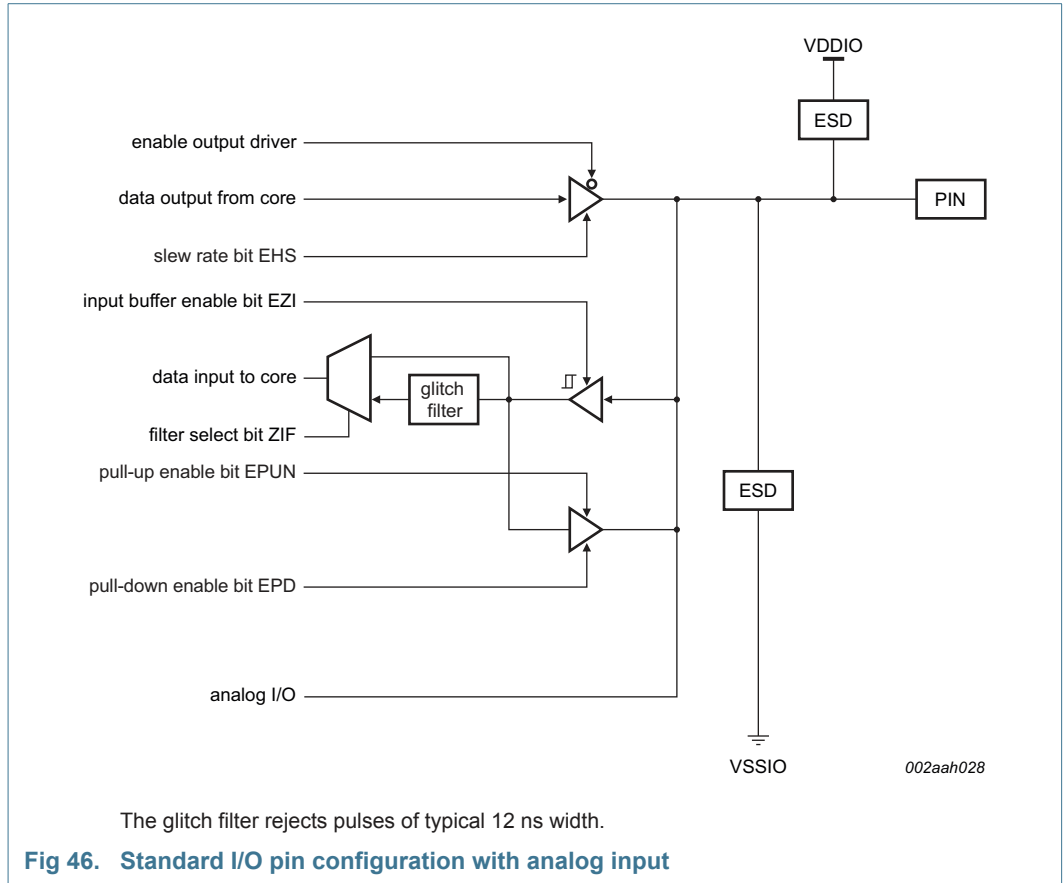 VDDIO
ESD
enable output driver
data output from core
PIN
slew rate bit EHS
input buffer enable bit EZI
data input to core
glitch
filter
filter select bit ZIF
pull-up enable bit EPUN
ESD
pull-down enable bit EPD
analog I/O
VSSIO
002aah028
The glitch filter rejects pulses of typical 12 ns width.
Fig 46. Standard I/O pin configuration with analog input